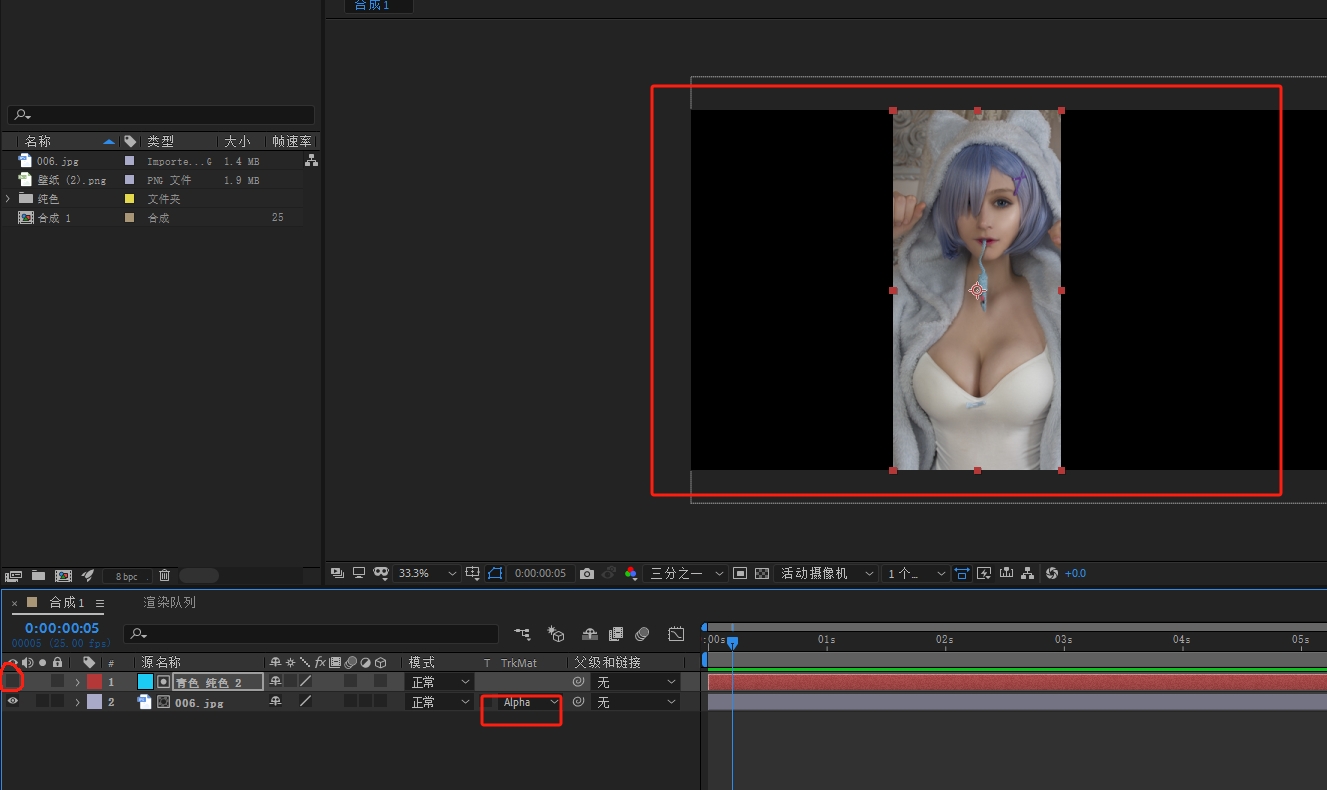 合成1
名称 类型 大小 帧速率
006.jpg Importe...G 1.4 MB
壁纸 (2).png PNG 文件 1.9 MB
纯色 文件夹
合成 1 合成 25
8 bpc
33.3% 0:00:00:05 三分之一 活动摄像机 1 个... +0.0
合成1 渲染队列
0:00:00:05
00005 (25.00 fps)
# 源名称 fx 模式 T TrkMat 父级和链接
:00s 01s 02s 03s 04s 05s
1 青色 纯色 2 正常 无
2 006.jpg 正常 Alpha 无